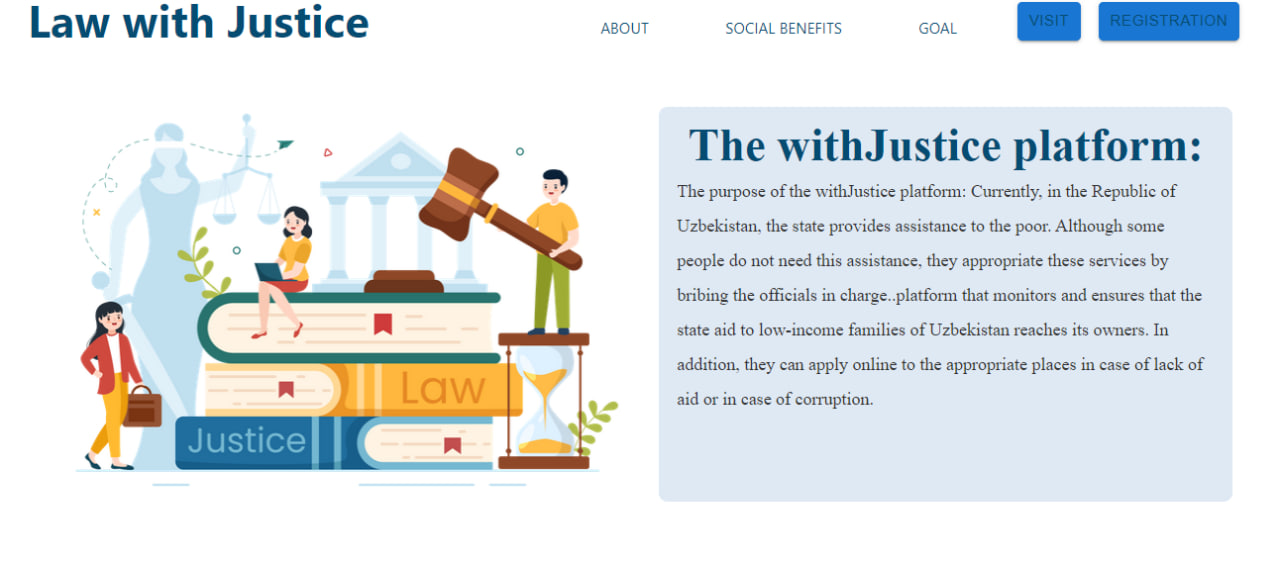 Law with Justice
ABOUT SOCIAL BENEFITS GOAL VISIT REGISTRATION
The withJustice platform:
The purpose of the withJustice platform: Currently, in the Republic of
Uzbekistan, the state provides assistance to the poor. Although some
people do not need this assistance, they appropriate these services by
bribing the officials in charge..platform that monitors and ensures that the
state aid to low-income families of Uzbekistan reaches its owners. In
addition, they can apply online to the appropriate places in case of lack of
aid or in case of corruption.
Law
Justice